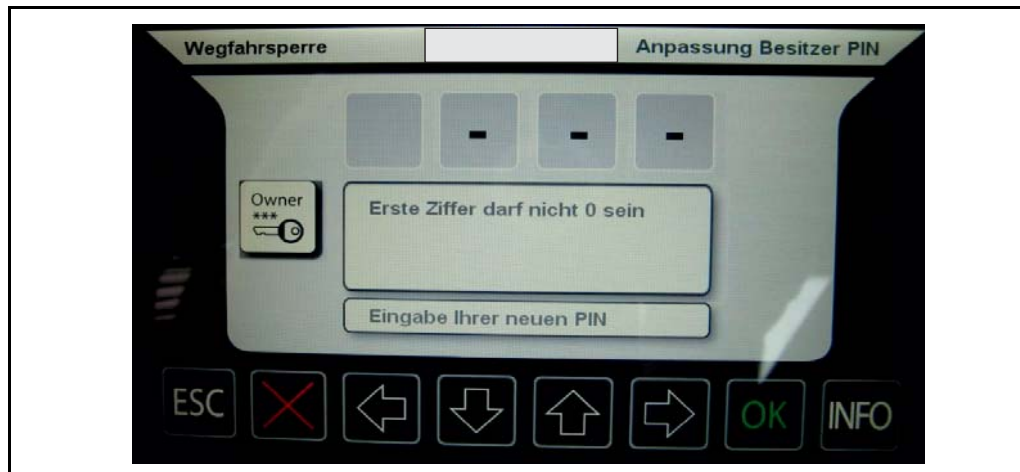 Wegfahrsperre
Anpassung Besitzer PIN
- - -
Owner
***
Erste Ziffer darf nicht 0 sein
Eingabe Ihrer neuen PIN
ESC
OK
INFO